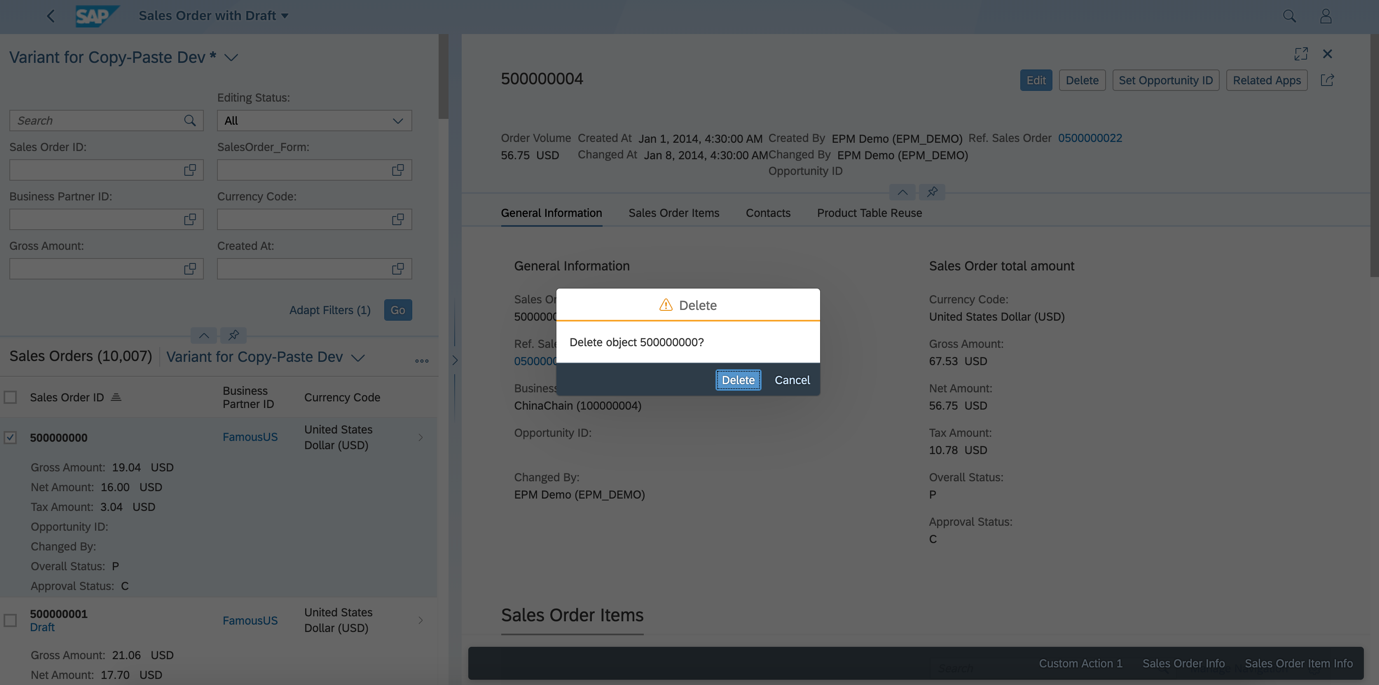 SAP Sales Order with Draft
Variant for Copy-Paste Dev *
Editing Status:
Search
All
Sales Order ID:
SalesOrder_Form:
Business Partner ID:
Currency Code:
Gross Amount:
Created At:
Adapt Filters (1)
Go
Sales Orders (10,007)
Variant for Copy-Paste Dev
Sales Order ID
Business Partner ID
Currency Code
500000000
FamousUS
United States Dollar (USD)
Gross Amount: 19.04 USD
Net Amount: 16.00 USD
Tax Amount: 3.04 USD
Opportunity ID:
Changed By:
Overall Status: P
Approval Status: C
500000001
Draft
FamousUS
United States Dollar (USD)
Gross Amount: 21.06 USD
Net Amount: 17.70 USD
500000004
Edit
Delete
Set Opportunity ID
Related Apps
Order Volume Created At Jan 1, 2014, 4:30:00 AM Created By EPM Demo (EPM_DEMO) Ref. Sales Order 0500000022
56.75 USD Changed At Jan 8, 2014, 4:30:00 AM Changed By EPM Demo (EPM_DEMO)
Opportunity ID
General Information
Sales Order Items
Contacts
Product Table Reuse
General Information
Sales Or
5000000
Ref. Sale
050000
Busines
ChinaChain (100000004)
Opportunity ID:
Changed By:
EPM Demo (EPM_DEMO)
Sales Order total amount
Currency Code:
United States Dollar (USD)
Gross Amount:
67.53 USD
Net Amount:
56.75 USD
Tax Amount:
10.78 USD
Overall Status:
P
Approval Status:
C
Delete
Delete object 500000000?
Delete
Cancel
Sales Order Items
Custom Action 1
Sales Order Info
Sales Order Item Info